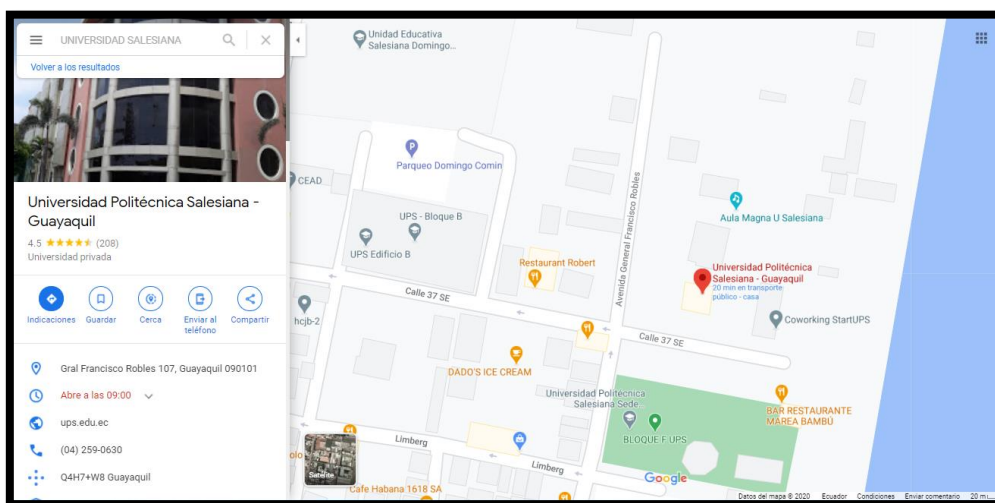 UNIVERSIDAD SALESIANA
Volver a los resultados
Universidad Politécnica Salesiana -
Guayaquil
4.5
(208)
Universidad privada
Indicaciones
Guardar
Cerca
Enviar al
teléfono
Compartir
Gral Francisco Robles 107, Guayaquil 090101
Abre a las 09:00
ups.edu.ec
(04) 259-0630
Q4H7+W8 Guayaquil
Unidad Educativa
Salesiana Domingo...
P
Parqueo Domingo Comin
CEAD
UPS - Bloque B
UPS Edificio B
Restaurant Robert
Avenida General Francisco Robles
Aula Magna U Salesiana
Universidad Politécnica
Salesiana - Guayaquil
20 min en transporte
público - casa
Coworking StartUPS
Calle 37 SE
hcjb-2
Calle 37 SE
DADO'S ICE CREAM
Universidad Politecnica
Salesiana Sede...
BLOQUE F UPS
BAR RESTAURANTE
MAREA BAMBÚ
Limberg
Limberg
Satélite
Cafe Habana 1618 SA
Google
Datos del mapa © 2020
Ecuador
Condiciones
Enviar comentario
20 m